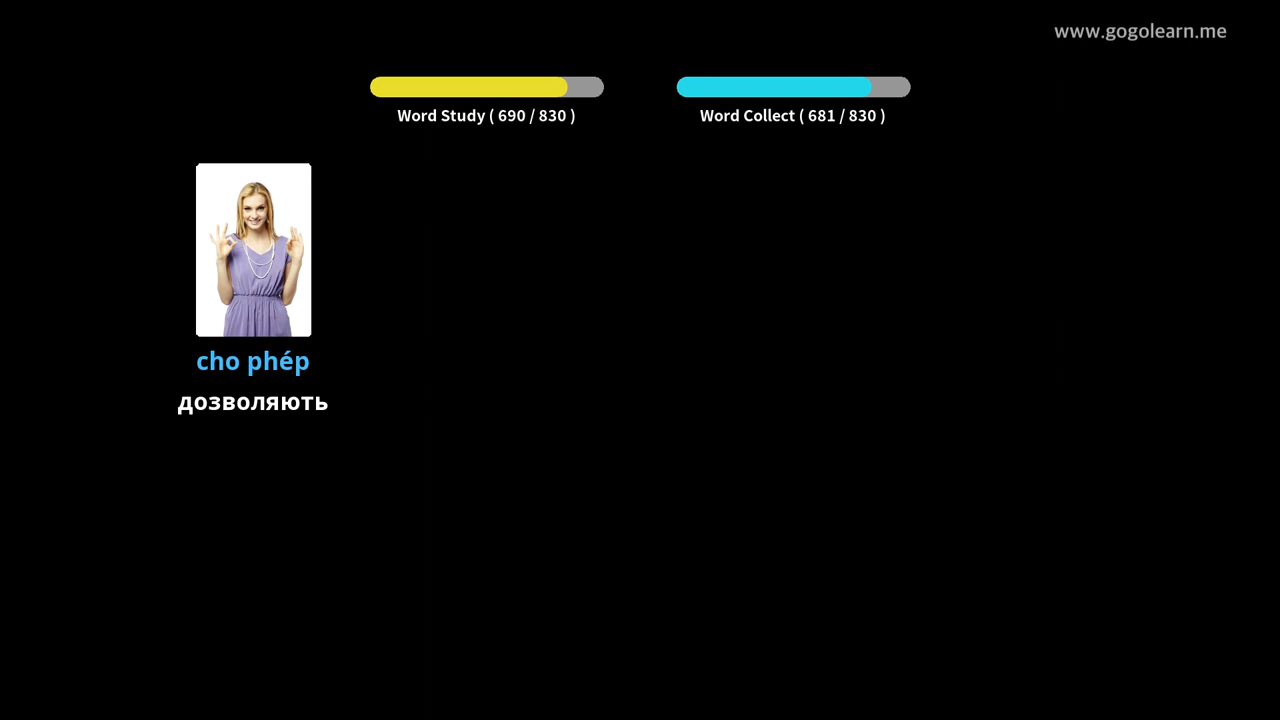 www.gogolearn.me
Word Study ( 690 / 830 )
Word Collect ( 681 / 830 )
cho phép
дозволяють